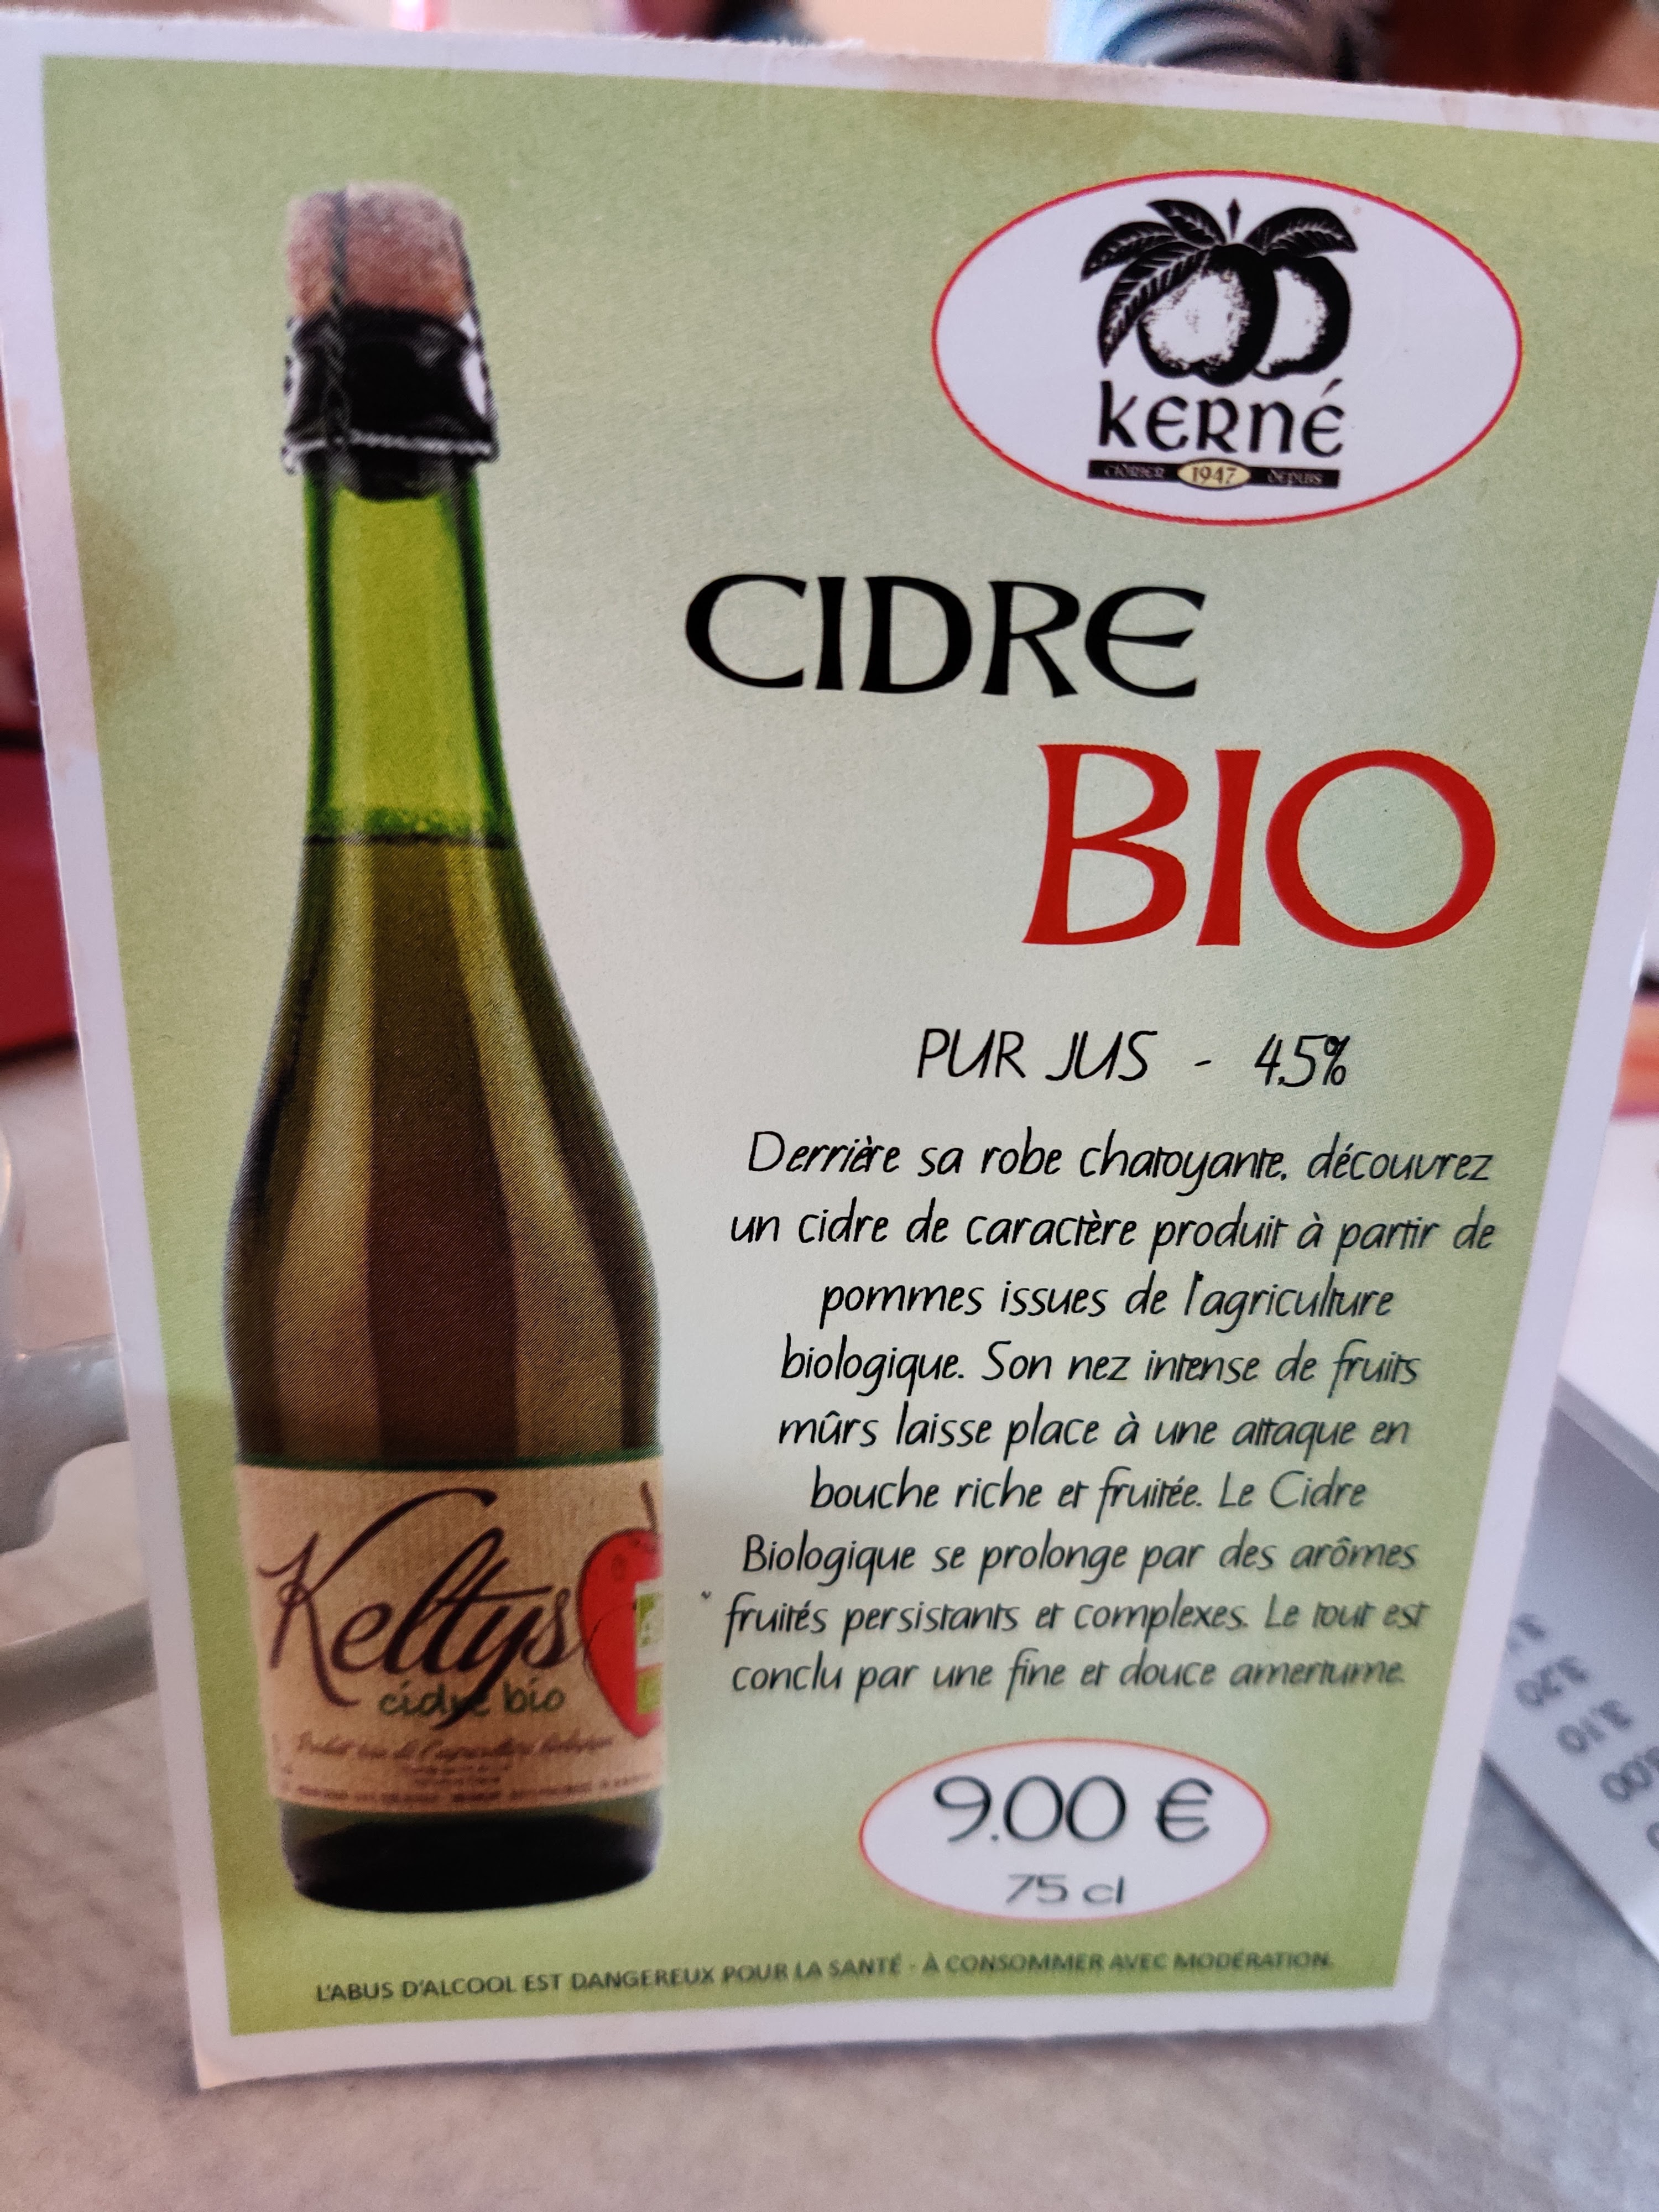 KERNÉ
CIDRIER 1947 DEPUIS
CIDRE
BIO
PUR JUS - 4.5%
Derrière sa robe chatoyante, découvrez
un cidre de caractère produit à partir de
pommes issues de l'agriculture
biologique. Son nez intense de fruits
mûrs laisse place à une attaque en
bouche riche et fruitée. Le Cidre
Biologique se prolonge par des arômes
fruités persistants et complexes. Le tout est
conclu par une fine et douce amertume.
Keltys
cidre bio
9.00 €
75 cl
L'ABUS D'ALCOOL EST DANGEREUX POUR LA SANTÉ - À CONSOMMER AVEC MODÉRATION.
3.20
3.10